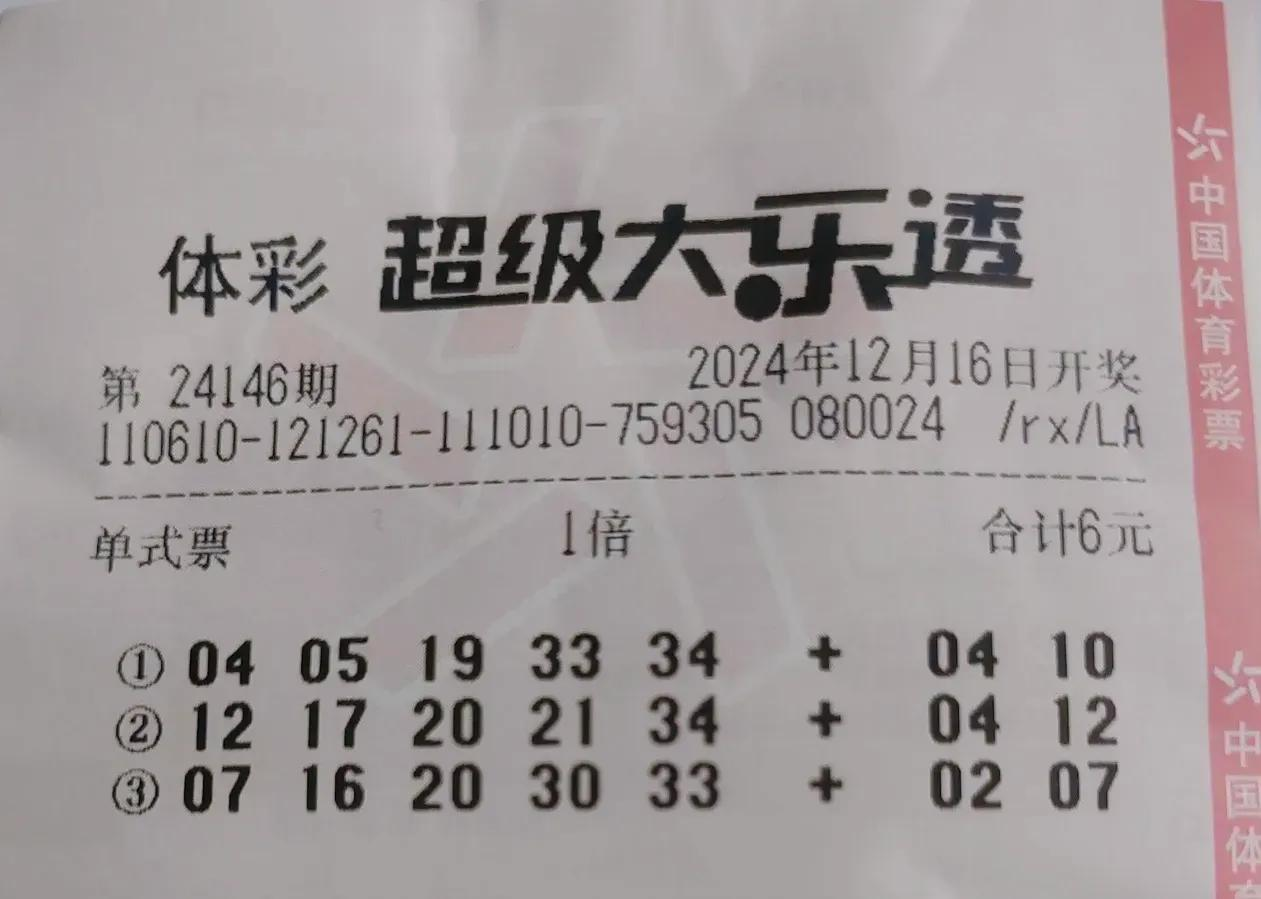 体彩 超级大乐透
第 24146期 2024年12月16日开奖
110610-121261-111010-759305 080024 /rx/LA
单式票 1倍 合计6元
① 04 05 19 33 34 + 04 10
② 12 17 20 21 34 + 04 12
③ 07 16 20 30 33 + 02 07
中国体育彩票
中国体育